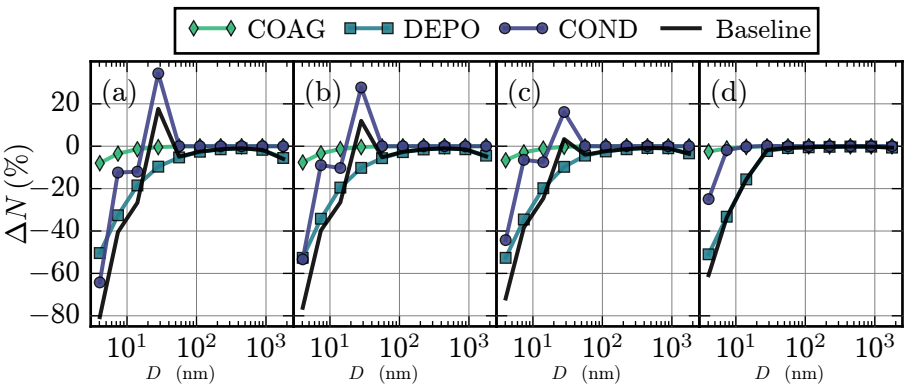 COAG DEPO COND Baseline
(a) (b) (c) (d)
ΔN (%)
20
0
−20
−40
−60
−80
10¹ 10² 10³ 10¹ 10² 10³ 10¹ 10² 10³ 10¹ 10² 10³
D (nm) D (nm) D (nm) D (nm)